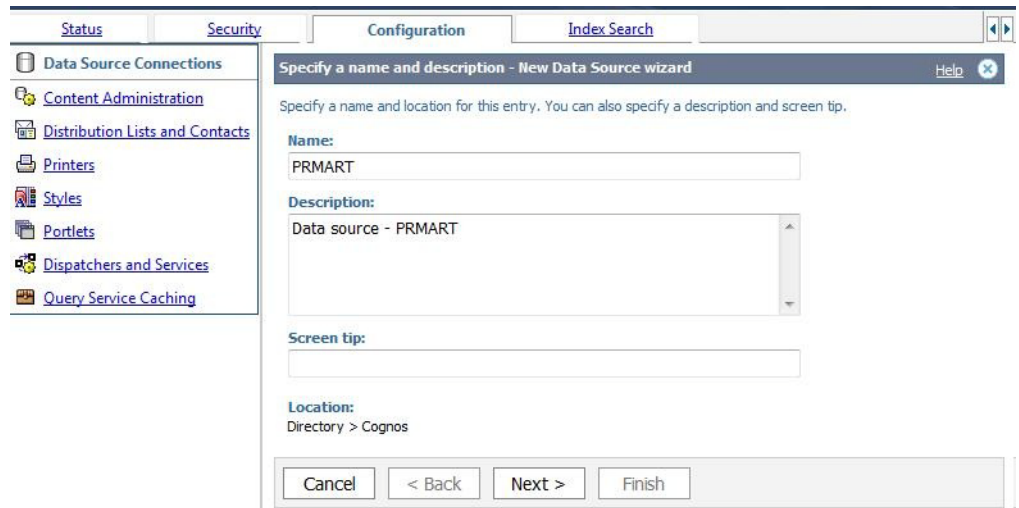 Status
Security
Configuration
Index Search
Data Source Connections
Content Administration
Distribution Lists and Contacts
Printers
Styles
Portlets
Dispatchers and Services
Query Service Caching
Specify a name and description - New Data Source wizard
Help
Specify a name and location for this entry. You can also specify a description and screen tip.
Name:
PRMART
Description:
Data source - PRMART
Screen tip:
Location:
Directory > Cognos
Cancel
< Back
Next >
Finish